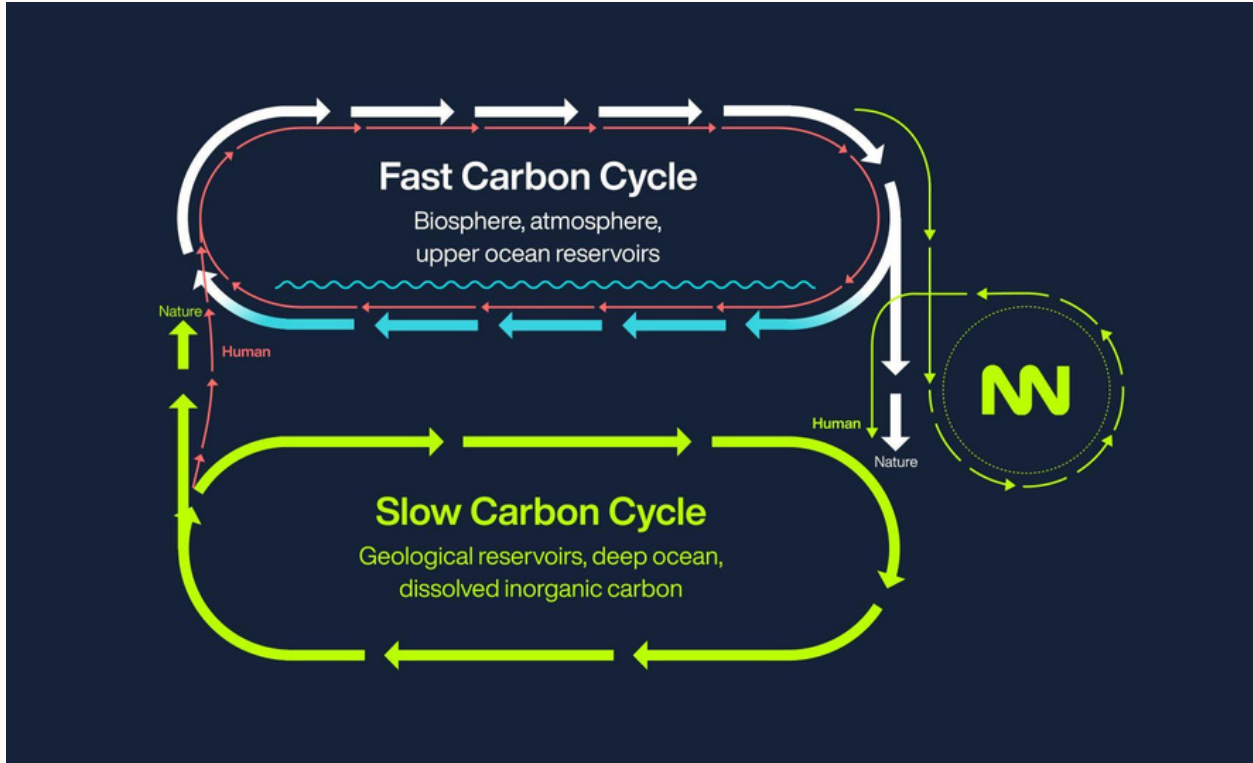 Fast Carbon Cycle
Biosphere, atmosphere,
upper ocean reservoirs
Nature
Human
Human
Nature
Slow Carbon Cycle
Geological reservoirs, deep ocean,
dissolved inorganic carbon